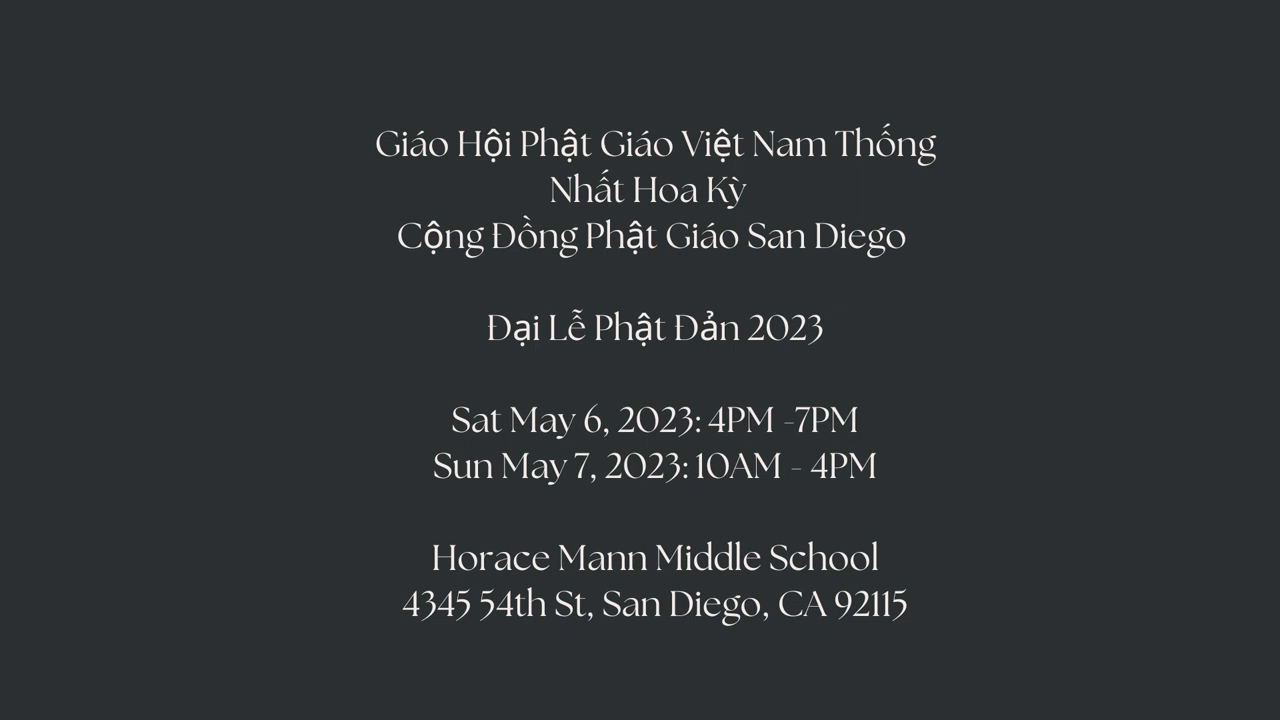 Giáo Hội Phật Giáo Việt Nam Thống
Nhất Hoa Kỳ
Cộng Đồng Phật Giáo San Diego
Đại Lễ Phật Đản 2023
Sat May 6, 2023: 4PM -7PM
Sun May 7, 2023: 10AM - 4PM
Horace Mann Middle School
4345 54th St, San Diego, CA 92115